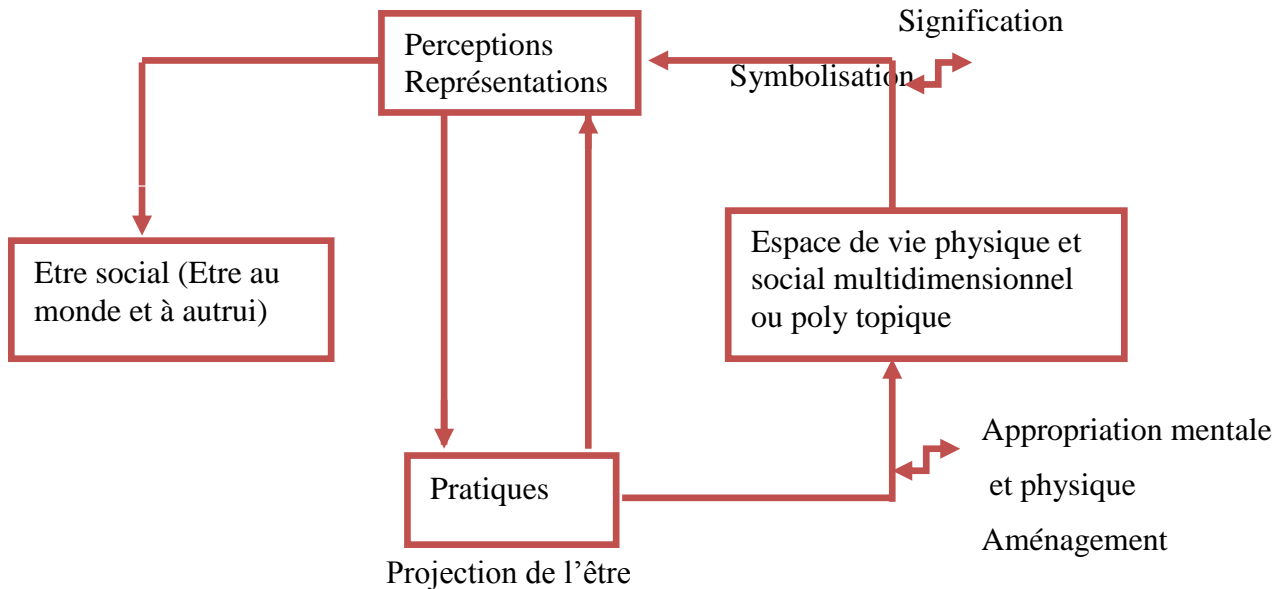 Signification
Perceptions
Représentations
Symbolisation
Etre social (Etre au
monde et à autrui)
Espace de vie physique et
social multidimensionnel
ou poly topique
Pratiques
Projection de l’être
Appropriation mentale
et physique
Aménagement